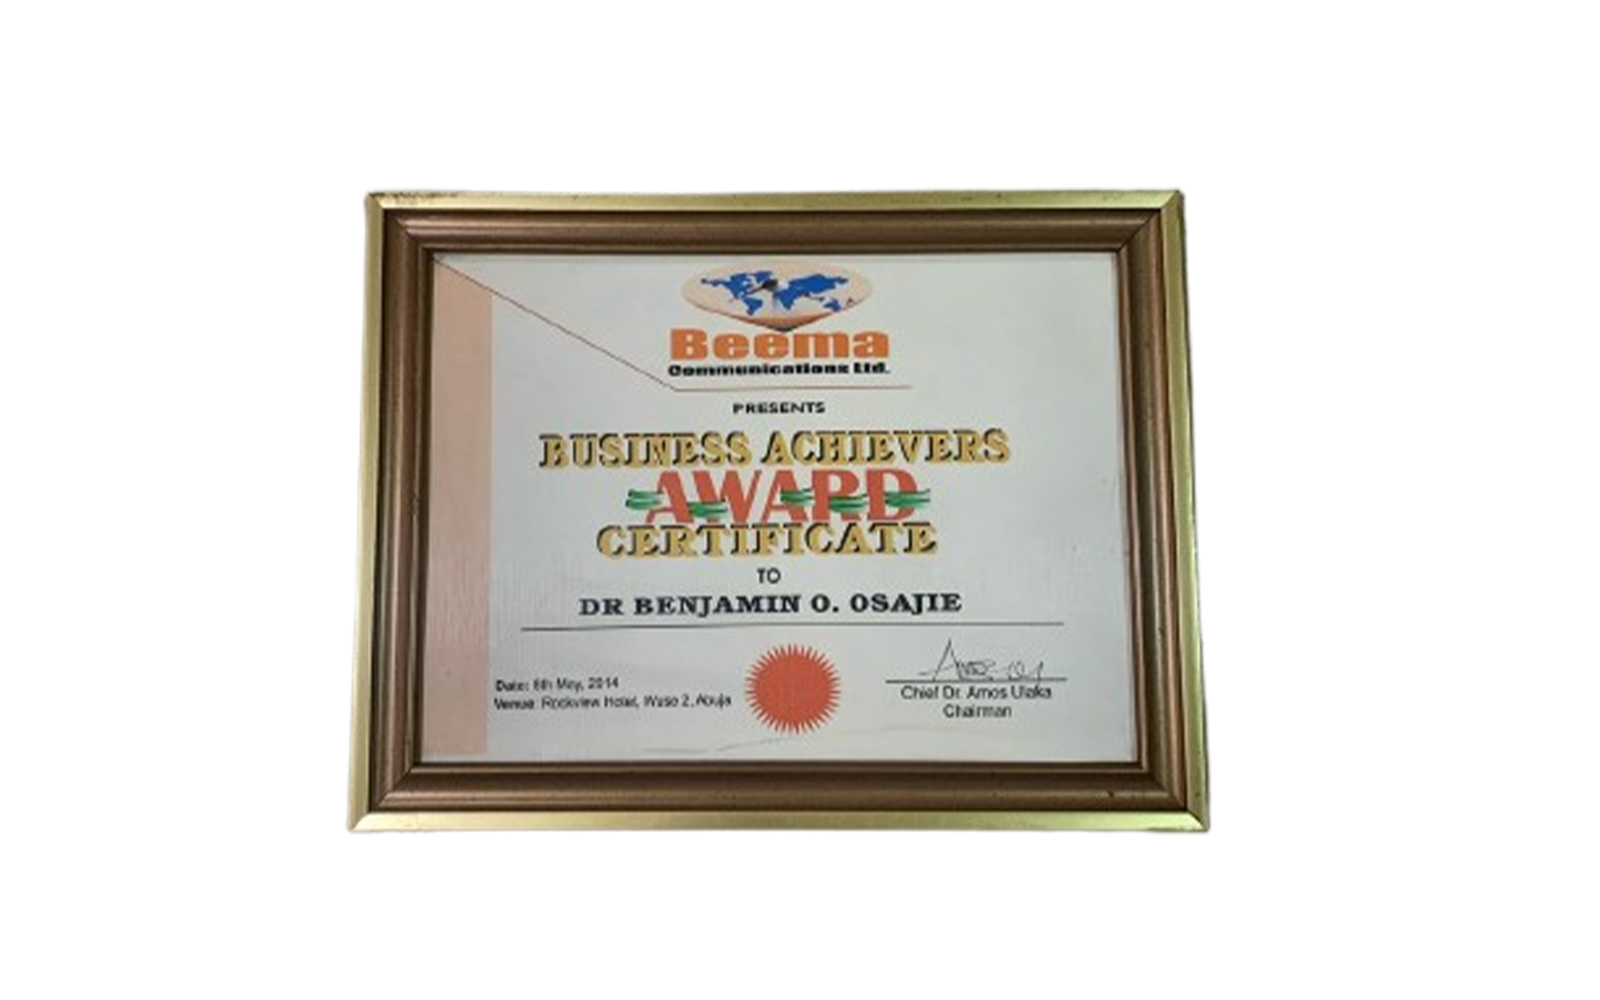 Beema
Communications Ltd.
PRESENTS
BUSINESS ACHIEVERS
AWARD
CERTIFICATE
TO
DR BENJAMIN O. OSAJIE
Date: May, 2014
Venue: Rockview Hotel, Wuse 2, Abuja
Chief Dr. Amos Ulaka
Chairman